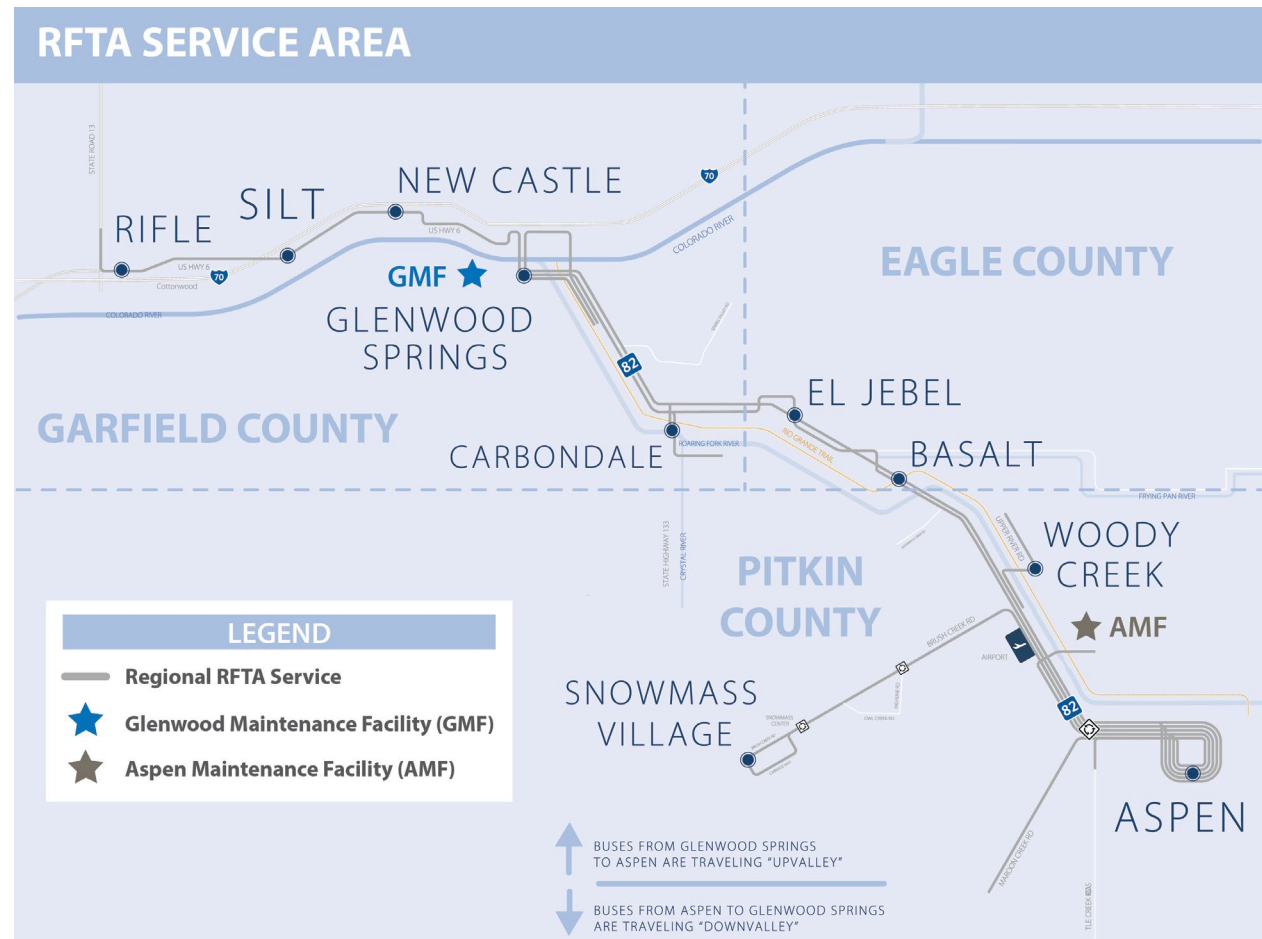 RFTA SERVICE AREA
STATE ROAD 13
NEW CASTLE
70
SILT
RIFLE
US HWY 6
COLORADO RIVER
US HWY 6
70
Cottonwood
EAGLE COUNTY
GMF
COLORADO RIVER
GLENWOOD
SPRINGS
82
EL JEBEL
GARFIELD COUNTY
RIO GRANDE TRAIL
ROARING FORK RIVER
CARBONDALE
BASALT
FRYING PAN RIVER
UPPER RIVER RD
WOODY
CREEK
STATE HIGHWAY 133
CRYSTAL RIVER
PITKIN
COUNTY
BRUSH CREEK RD
AMF
AIRPORT
LEGEND
Regional RFTA Service
Glenwood Maintenance Facility (GMF)
Aspen Maintenance Facility (AMF)
SNOWMASS
VILLAGE
OWL CREEK RD
SNOWMASS
CENTER
82
ASPEN
MAROON CREEK RD
BUSES FROM GLENWOOD SPRINGS
TO ASPEN ARE TRAVELING “UPVALLEY”
BUSES FROM ASPEN TO GLENWOOD SPRINGS
ARE TRAVELING “DOWNVALLEY”